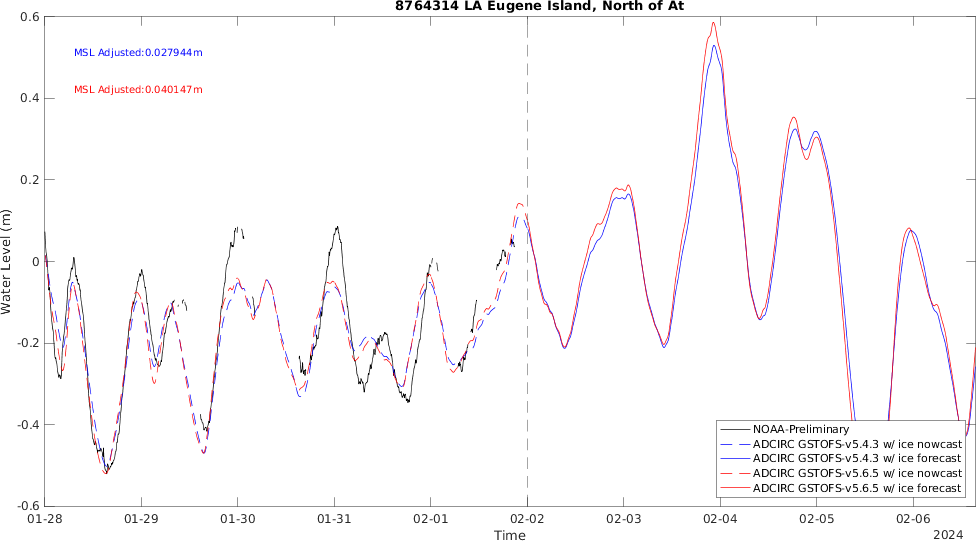 8764314 LA Eugene Island, North of At
0.6
MSL Adjusted:0.027944m
MSL Adjusted:0.040147m
0.4
0.2
0
-0.2
-0.4
-0.6
Water Level (m)
NOAA-Preliminary
ADCIRC GSTOFS-v5.4.3 w/ ice nowcast
ADCIRC GSTOFS-v5.4.3 w/ ice forecast
ADCIRC GSTOFS-v5.6.5 w/ ice nowcast
ADCIRC GSTOFS-v5.6.5 w/ ice forecast
01-28 01-29 01-30 01-31 02-01 02-02 02-03 02-04 02-05 02-06
Time
2024